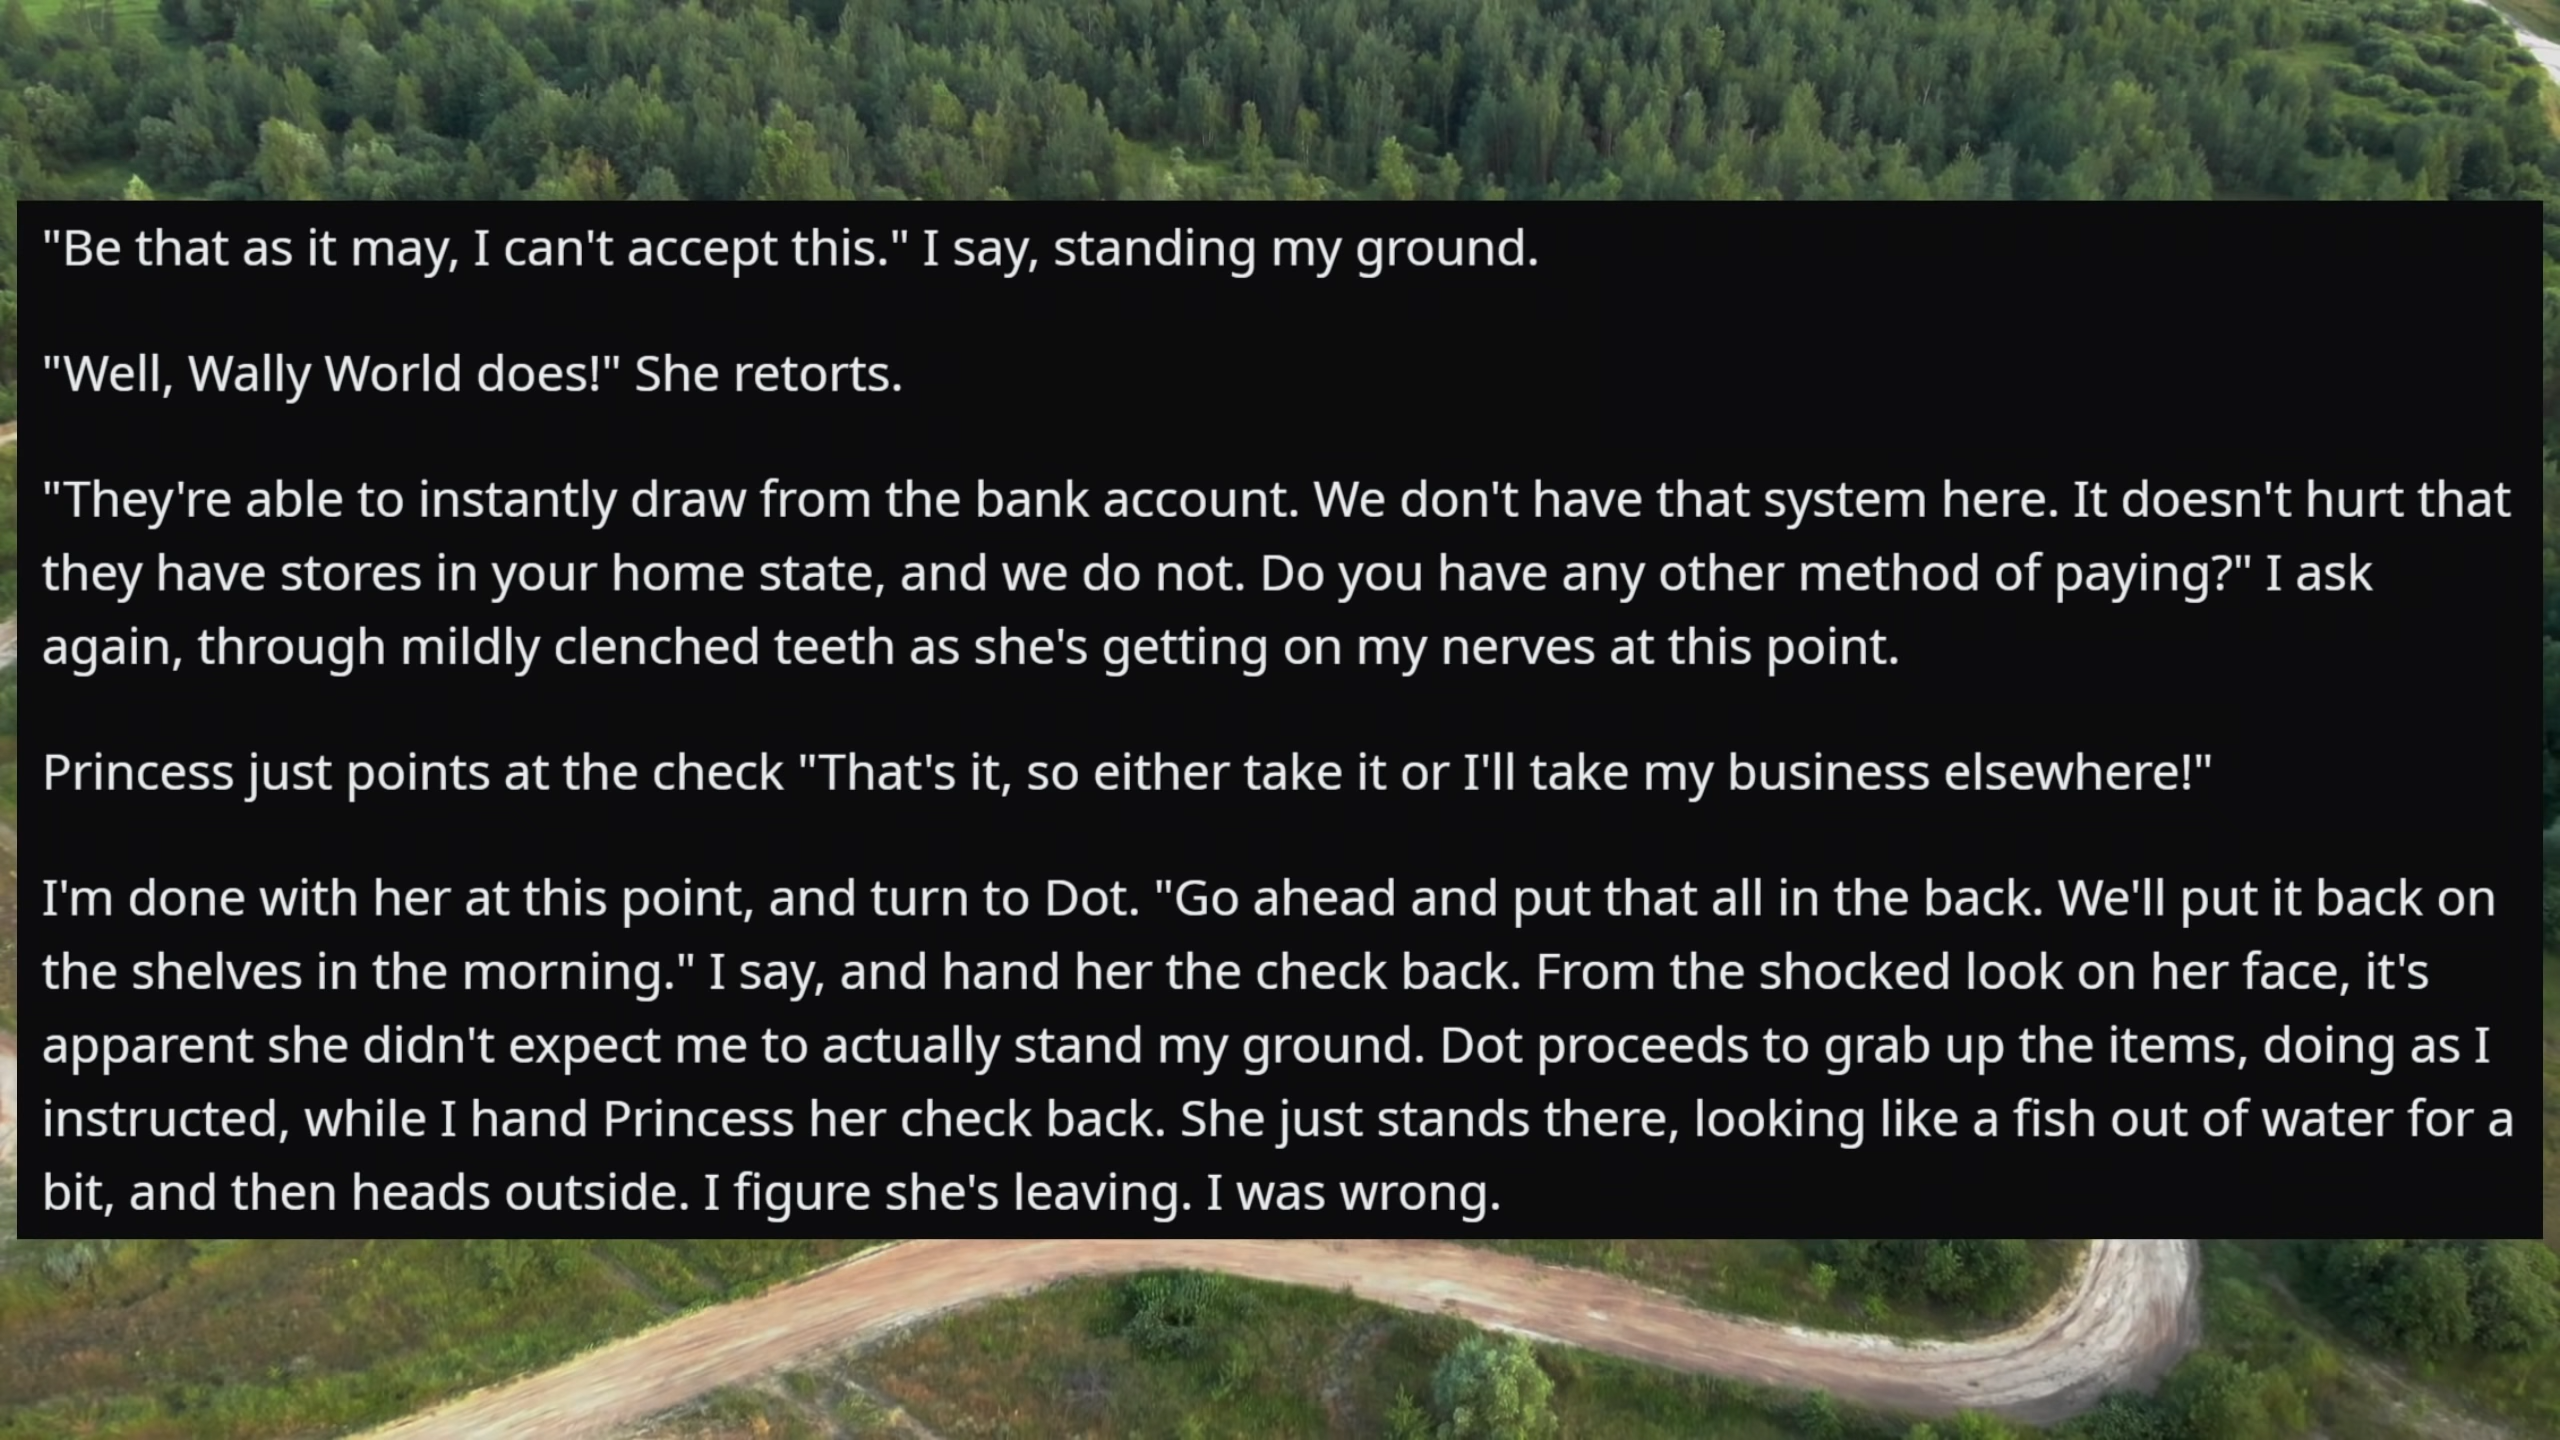 "Be that as it may, I can't accept this." I say, standing my ground.
"Well, Wally World does!" She retorts.
"They're able to instantly draw from the bank account. We don't have that system here. It doesn't hurt that
they have stores in your home state, and we do not. Do you have any other method of paying?" I ask
again, through mildly clenched teeth as she's getting on my nerves at this point.
Princess just points at the check "That's it, so either take it or I'll take my business elsewhere!"
I'm done with her at this point, and turn to Dot. "Go ahead and put that all in the back. We'll put it back on
the shelves in the morning." I say, and hand her the check back. From the shocked look on her face, it's
apparent she didn't expect me to actually stand my ground. Dot proceeds to grab up the items, doing as I
instructed, while I hand Princess her check back. She just stands there, looking like a fish out of water for a
bit, and then heads outside. I figure she's leaving. I was wrong.